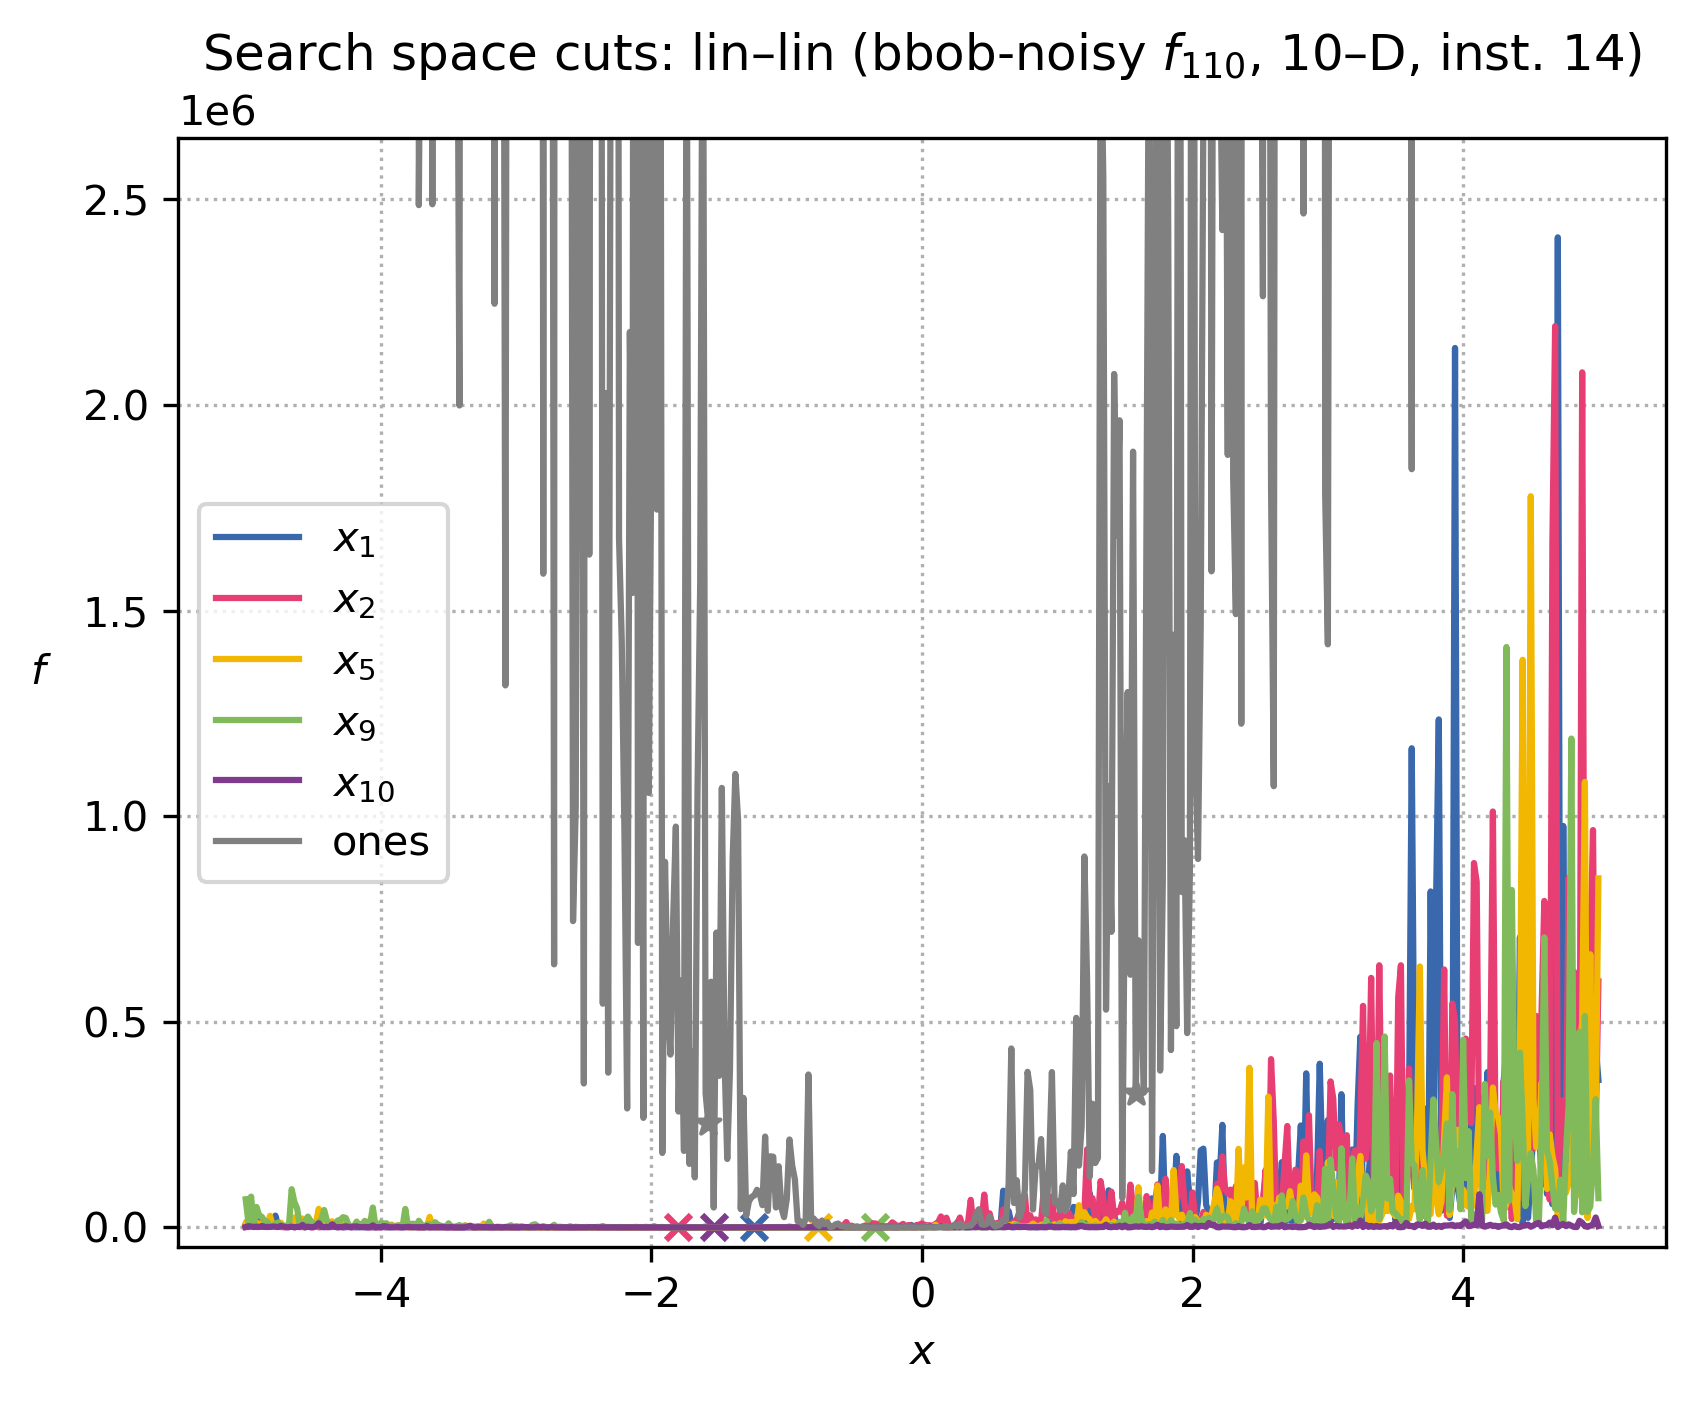 Search space cuts: lin–lin (bbob-noisy f₁₁₀, 10–D, inst. 14)
1e6
2.5
2.0
1.5
1.0
0.5
0.0
f
x₁
x₂
x₅
x₉
x₁₀
ones
−4
−2
0
2
4
x